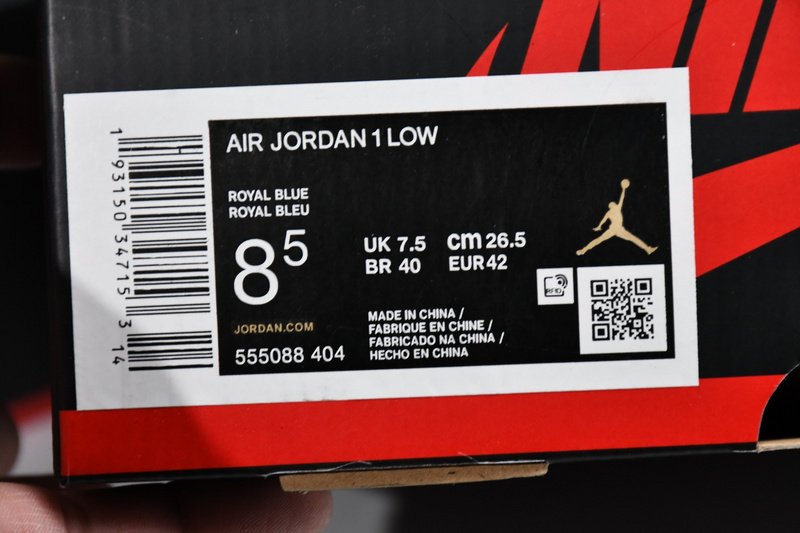 AIR JORDAN 1 LOW
ROYAL BLUE
ROYAL BLEU
8⁵
UK 7.5 cm 26.5
BR 40 EUR 42
JORDAN.COM
555088 404
MADE IN CHINA /
FABRIQUE EN CHINE /
FABRICADO NA CHINA /
HECHO EN CHINA
RFID
1 93150 34715 3 14